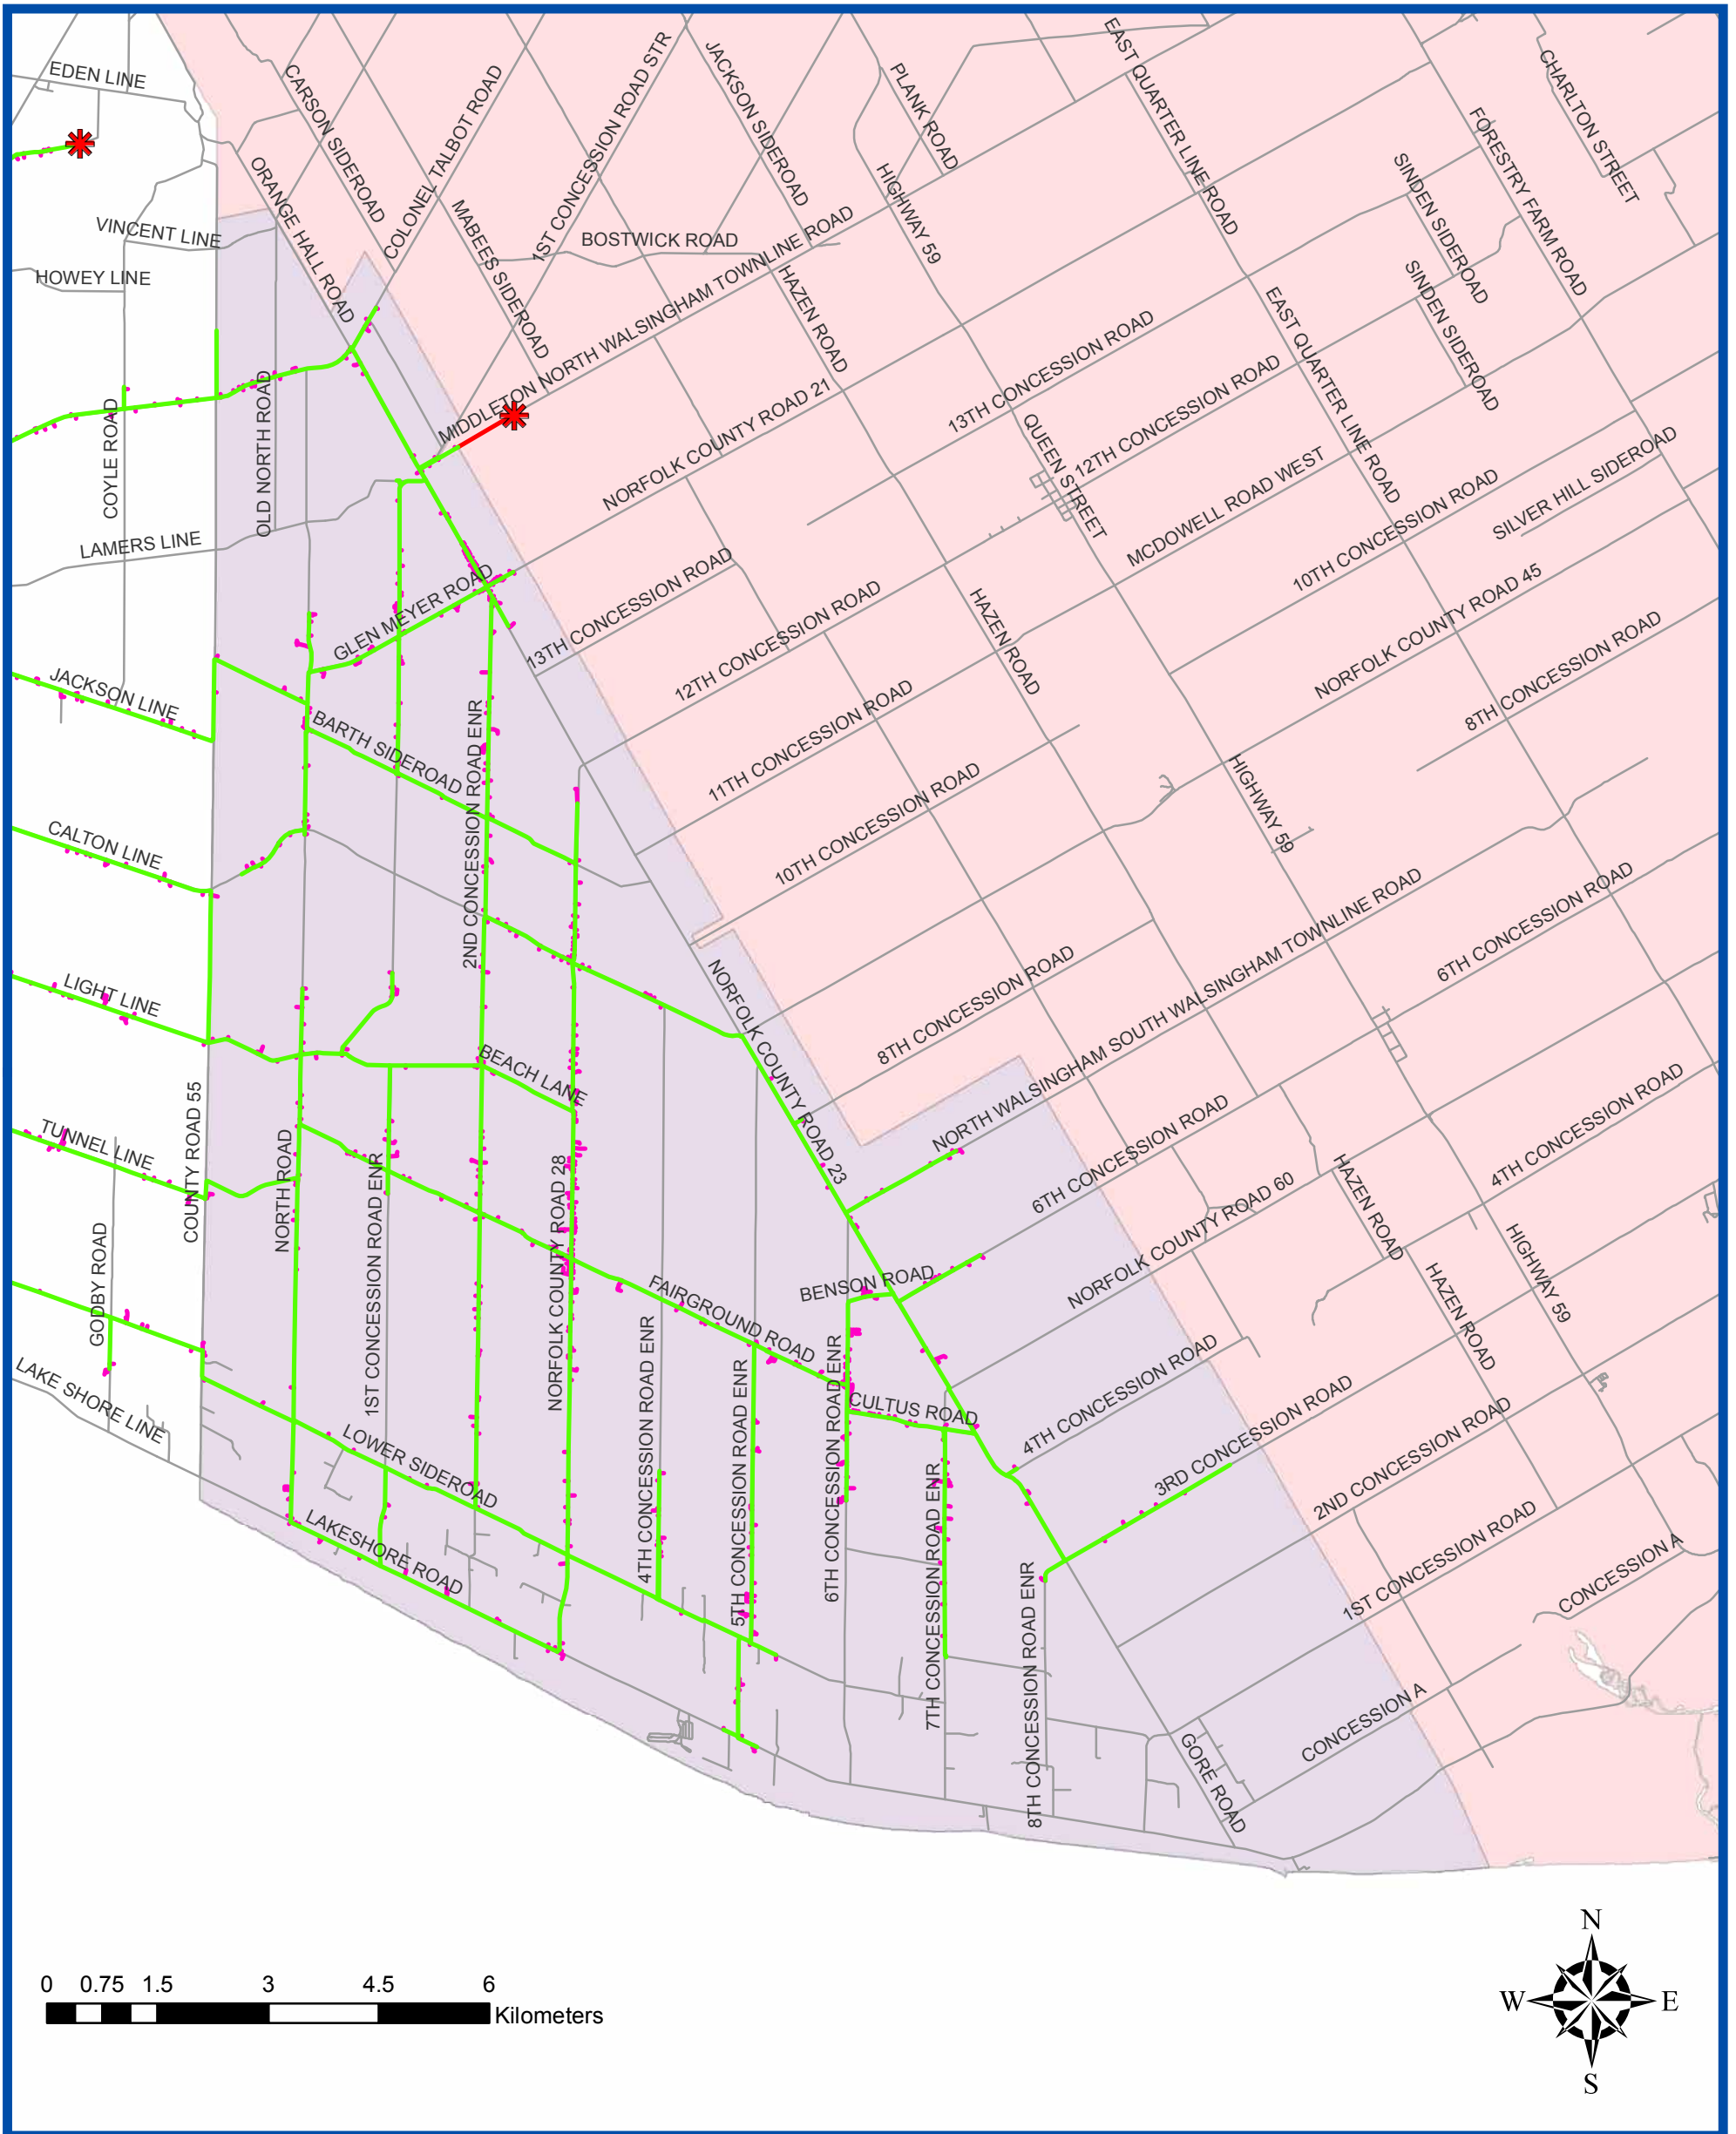 EDEN LINE
CARSON SIDEROAD
COLONEL TALBOT ROAD
1ST CONCESSION ROAD STR
JACKSON SIDEROAD
PLANK ROAD
EAST QUARTER LINE ROAD
CHARLTON STREET
FORESTRY FARM ROAD
ORANGE HALL ROAD
MABEES SIDEROAD
BOSTWICK ROAD
HIGHWAY 59
SINDEN SIDEROAD
VINCENT LINE
HOWEY LINE
MIDDLETON NORTH WALSINGHAM TOWNLINE ROAD
HAZEN ROAD
SINDEN SIDEROAD
EAST QUARTER LINE ROAD
13TH CONCESSION ROAD
COYLE ROAD
OLD NORTH ROAD
NORFOLK COUNTY ROAD 21
QUEEN STREET
12TH CONCESSION ROAD
MCDOWELL ROAD WEST
10TH CONCESSION ROAD
SILVER HILL SIDEROAD
LAMERS LINE
GLEN MEYER ROAD
13TH CONCESSION ROAD
12TH CONCESSION ROAD
HAZEN ROAD
NORFOLK COUNTY ROAD 45
8TH CONCESSION ROAD
JACKSON LINE
BARTH SIDEROAD
2ND CONCESSION ROAD ENR
11TH CONCESSION ROAD
10TH CONCESSION ROAD
HIGHWAY 59
CALTON LINE
LIGHT LINE
NORFOLK COUNTY ROAD 23
8TH CONCESSION ROAD
NORTH WALSINGHAM SOUTH WALSINGHAM TOWNLINE ROAD
6TH CONCESSION ROAD
BEACH LANE
TUNNEL LINE
COUNTY ROAD 55
NORTH ROAD
1ST CONCESSION ROAD ENR
NORFOLK COUNTY ROAD 28
6TH CONCESSION ROAD
4TH CONCESSION ROAD
HAZEN ROAD
NORFOLK COUNTY ROAD 60
HIGHWAY 59
GODBY ROAD
FAIRGROUND ROAD
BENSON ROAD
HAZEN ROAD
LAKE SHORE LINE
4TH CONCESSION ROAD ENR
5TH CONCESSION ROAD ENR
6TH CONCESSION ROAD ENR
CULTUS ROAD
4TH CONCESSION ROAD
3RD CONCESSION ROAD
2ND CONCESSION ROAD
LOWER SIDEROAD
LAKESHORE ROAD
7TH CONCESSION ROAD ENR
8TH CONCESSION ROAD ENR
1ST CONCESSION ROAD
CONCESSION A
CONCESSION A
GORE ROAD
0 0.75 1.5 3 4.5 6
Kilometers
N
W E
S